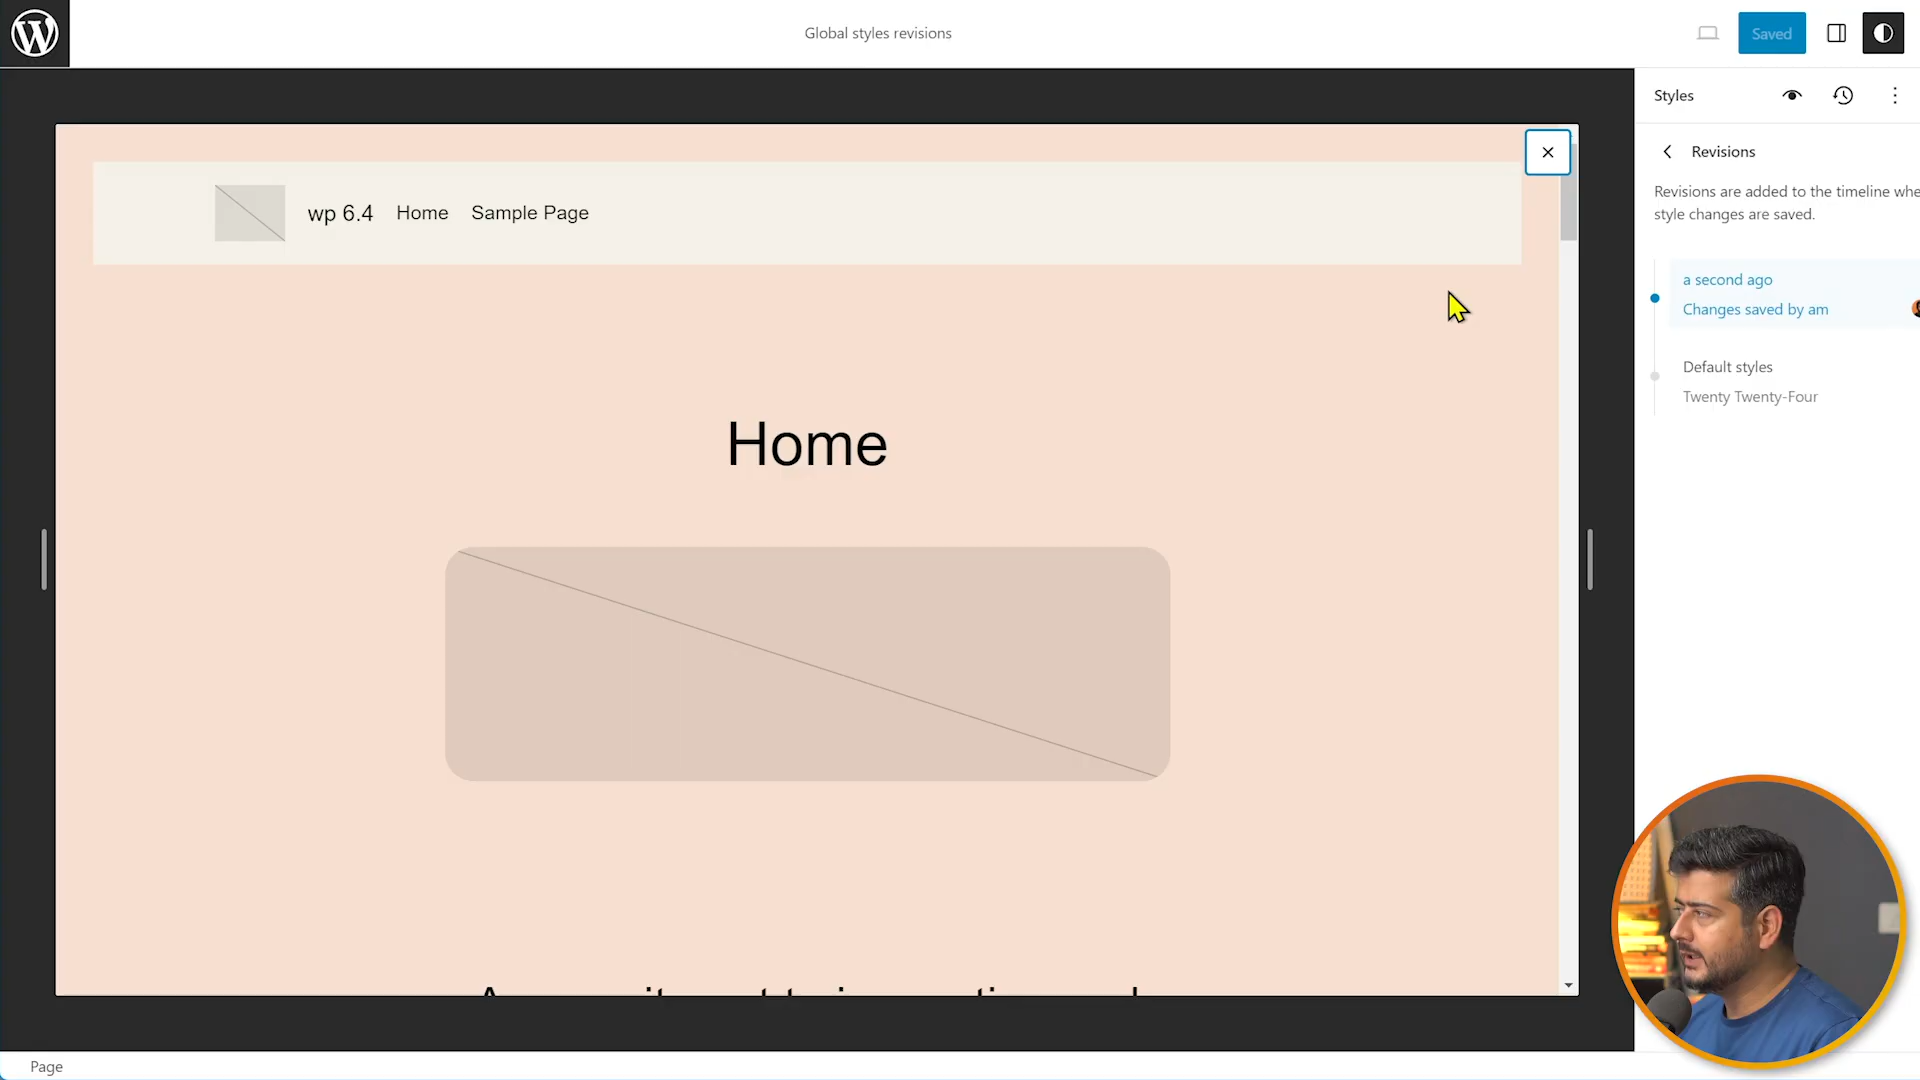 Global styles revisions
Saved
Styles
Revisions
Revisions are added to the timeline
style changes are saved.
a second ago
Changes saved by am
Default styles
Twenty Twenty-Four
wp 6.4
Home
Sample Page
Home
Page